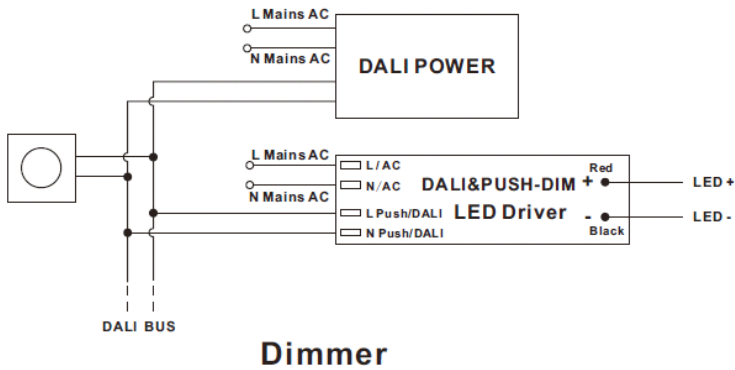 L Mains AC
N Mains AC
DALI POWER
L Mains AC
N Mains AC
L/AC
N/AC
L Push/DALI
N Push/DALI
DALI&PUSH-DIM
LED Driver
Red
+
-
Black
LED +
LED -
DALI BUS
Dimmer